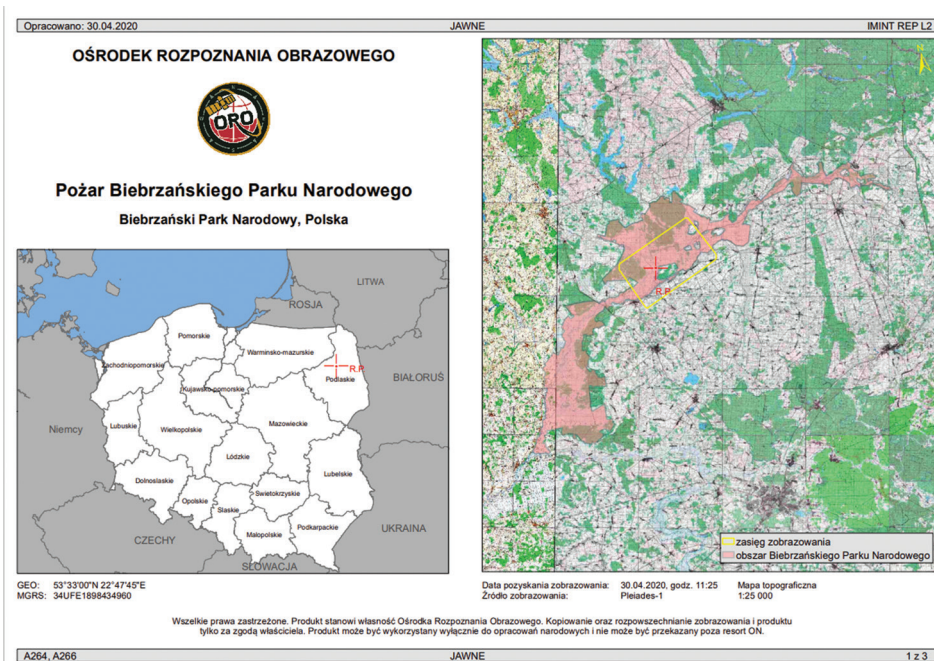 Opracowano: 30.04.2020
JAWNE
IMINT REP L2
OŚRODEK ROZPOZNANIA OBRAZOWEGO
ORO
Pożar Biebrzańskiego Parku Narodowego
Biebrzański Park Narodowy, Polska
LITWA
ROSJA
Pomorskie
Warminsko-mazurskie
Zachodniopomorskie
R.P.
Podlaskie
BIAŁORUŚ
Kujawsko-pomorskie
Mazowieckie
Lubuskie
Wielkopolskie
Niemcy
Łódzkie
Lubelskie
Dolnoslaskie
Opolskie
Swietokrzyskie
Slaskie
Podkarpackie
Malopolskie
UKRAINA
CZECHY
SŁOWACJA
N
R.P.
zasięg zobrazowania
obszar Biebrzańskiego Parku Narodowego
GEO: 53°33'00"N 22°47'45"E
MGRS: 34UFE1898434960
Data pozyskania zobrazowania: 30.04.2020, godz. 11:25 Mapa topograficzna
Źródło zobrazowania: Pleiades-1 1:25 000
Wszelkie prawa zastrzeżone. Produkt stanowi własność Ośrodka Rozpoznania Obrazowego. Kopiowanie oraz rozpowszechnianie zobrazowania i produktu
tylko za zgodą właściciela. Produkt może być wykorzystany wyłącznie do opracowań narodowych i nie może być przekazany poza resort ON.
A264, A266
JAWNE
1 z 3